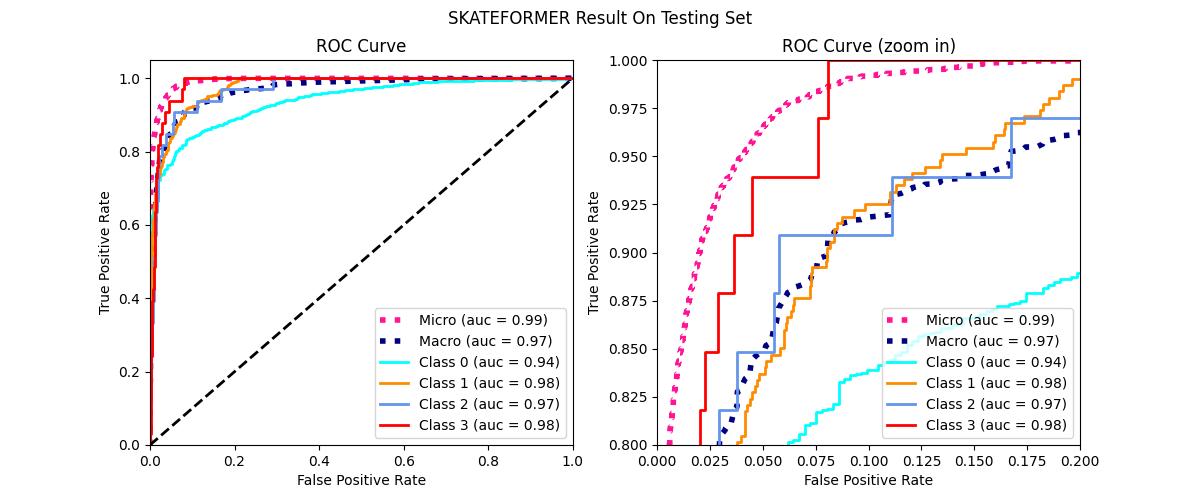 SKATEFORMER Result On Testing Set
ROC Curve
True Positive Rate
1.0
0.8
0.6
0.4
0.2
0.0
0.0 0.2 0.4 0.6 0.8 1.0
False Positive Rate
Micro (auc = 0.99)
Macro (auc = 0.97)
Class 0 (auc = 0.94)
Class 1 (auc = 0.98)
Class 2 (auc = 0.97)
Class 3 (auc = 0.98)
ROC Curve (zoom in)
True Positive Rate
1.000
0.975
0.950
0.925
0.900
0.875
0.850
0.825
0.800
0.000 0.025 0.050 0.075 0.100 0.125 0.150 0.175 0.200
False Positive Rate
Micro (auc = 0.99)
Macro (auc = 0.97)
Class 0 (auc = 0.94)
Class 1 (auc = 0.98)
Class 2 (auc = 0.97)
Class 3 (auc = 0.98)